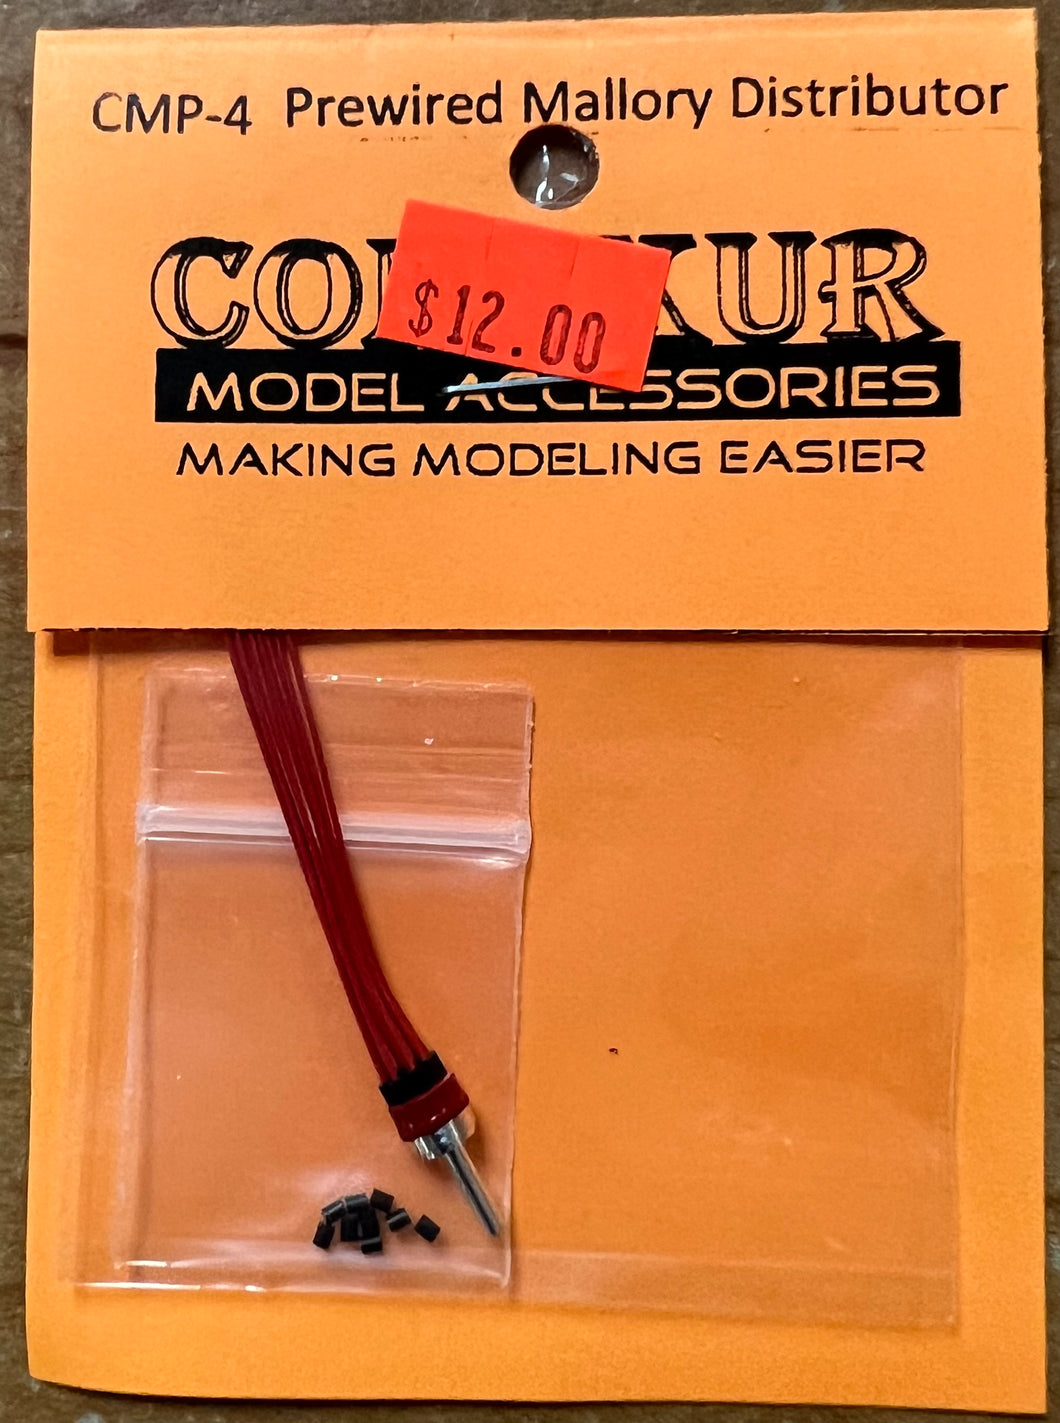 CMP-4 Prewired Mallory Distributor
$12.00
MODEL ACCESSORIES
MAKING MODELING EASIER